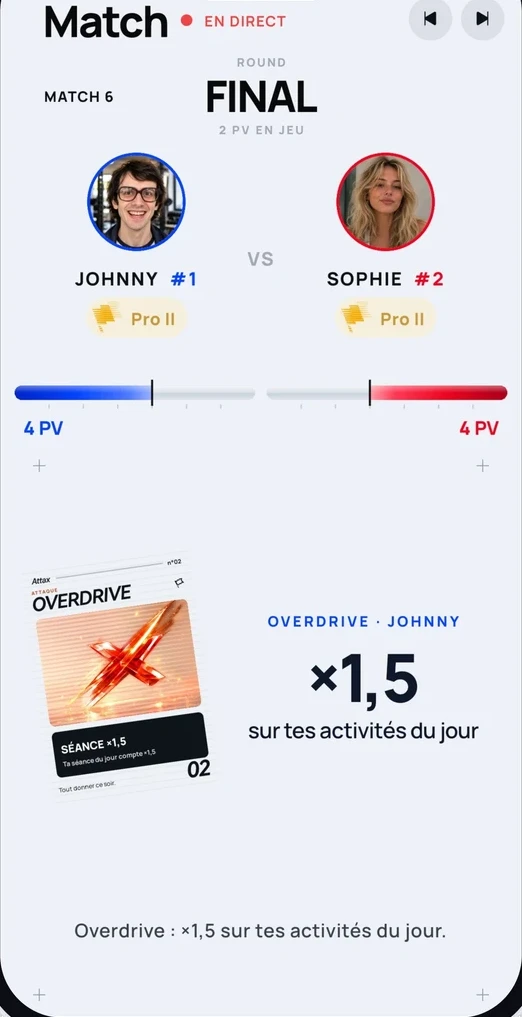 Match EN DIRECT
ROUND
MATCH 6
FINAL
2 PV EN JEU
VS
JOHNNY #1
SOPHIE #2
Pro II
Pro II
4 PV
4 PV
Attax
n°02
ATTAQUE
OVERDRIVE
SÉANCE ×1,5
Ta séance du jour compte ×1,5
Tout donner ce soir.
02
OVERDRIVE · JOHNNY
×1,5
sur tes activités du jour
Overdrive : ×1,5 sur tes activités du jour.